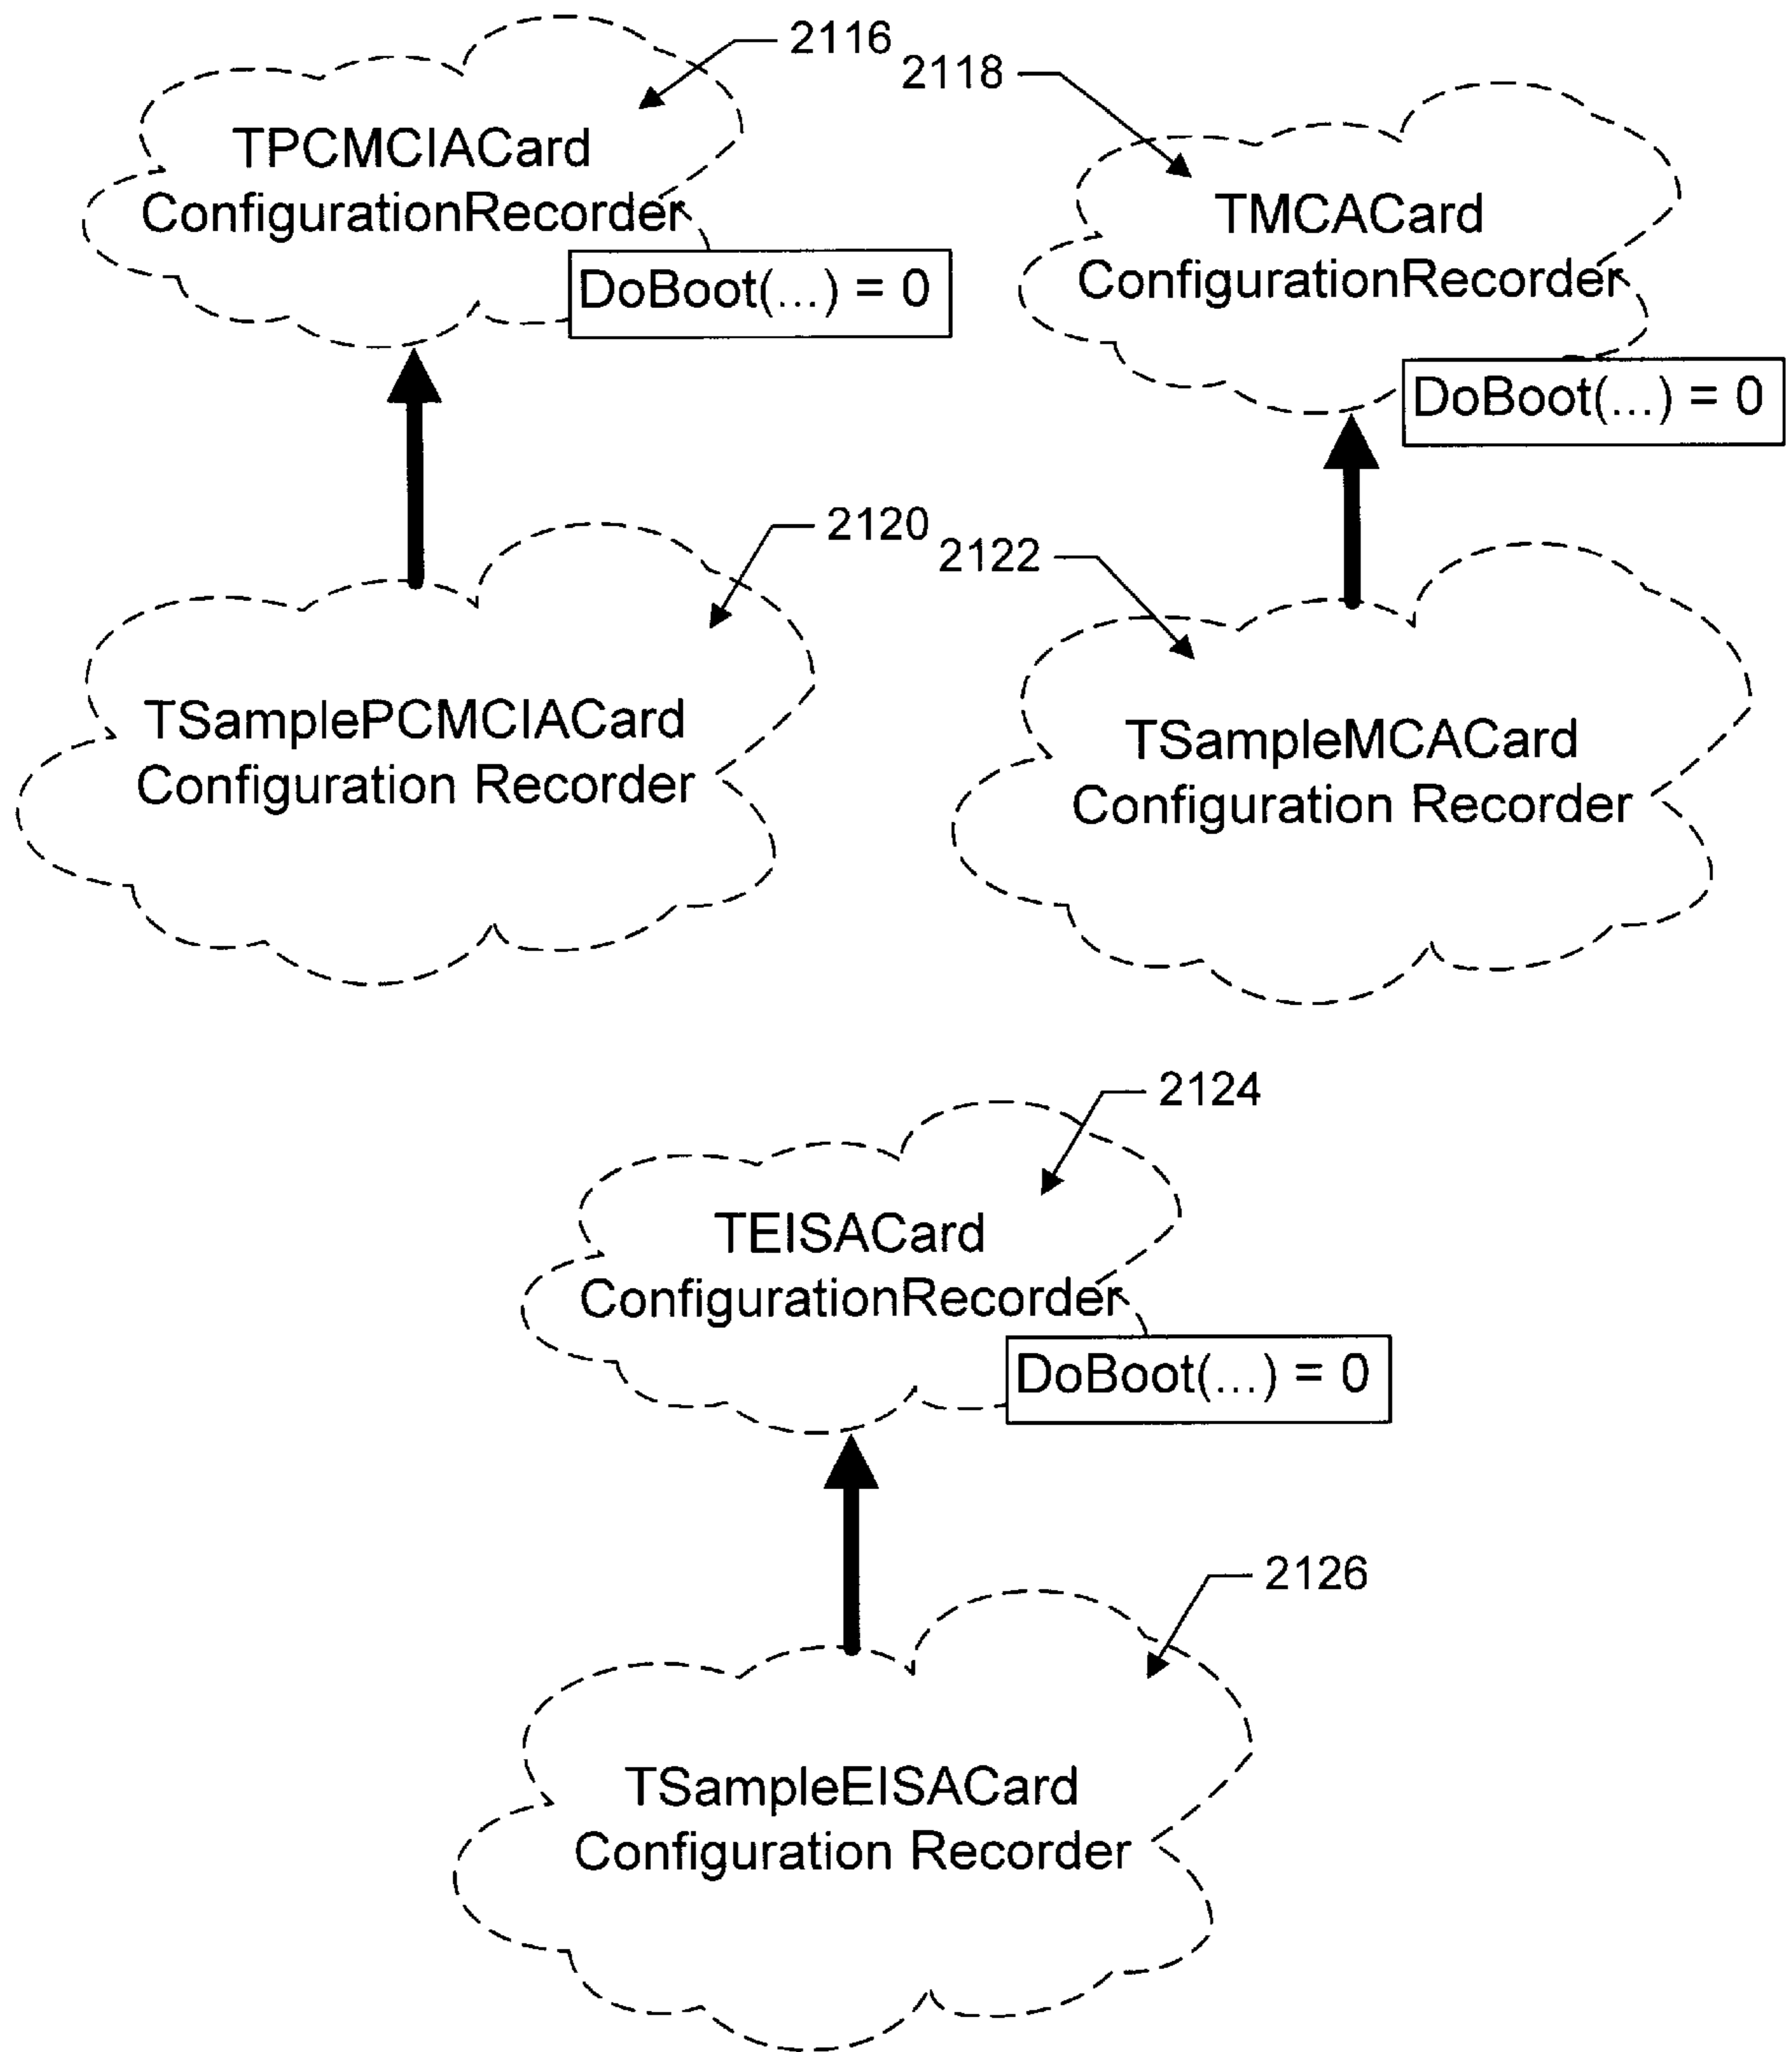 2116
2118
TPCMCIACard
ConfigurationRecorder
DoBoot(...) = 0
TMCACard
ConfigurationRecorder
DoBoot(...) = 0
2120
2122
TSamplePCMCIACard
Configuration Recorder
TSampleMCACard
Configuration Recorder
2124
TEISACard
ConfigurationRecorder
DoBoot(...) = 0
2126
TSampleEISACard
Configuration Recorder